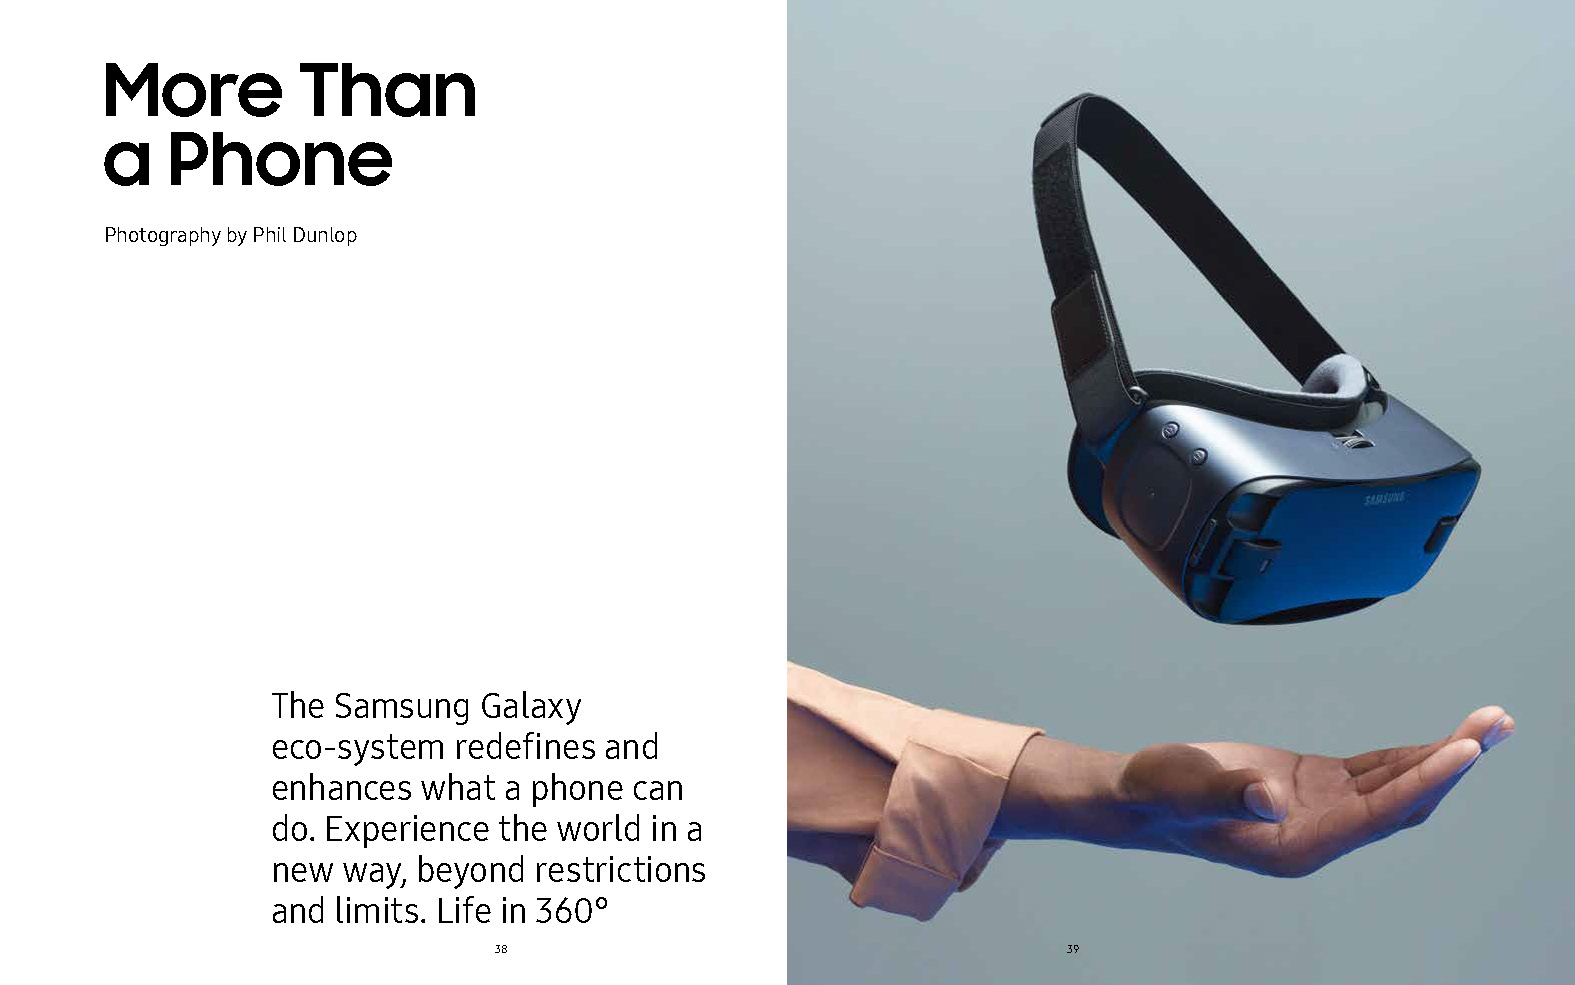 More Than
a Phone
Photography by Phil Dunlop
The Samsung Galaxy
eco-system redefines and
enhances what a phone can
do. Experience the world in a
new way, beyond restrictions
and limits. Life in 360°
38
SAMSUNG
39